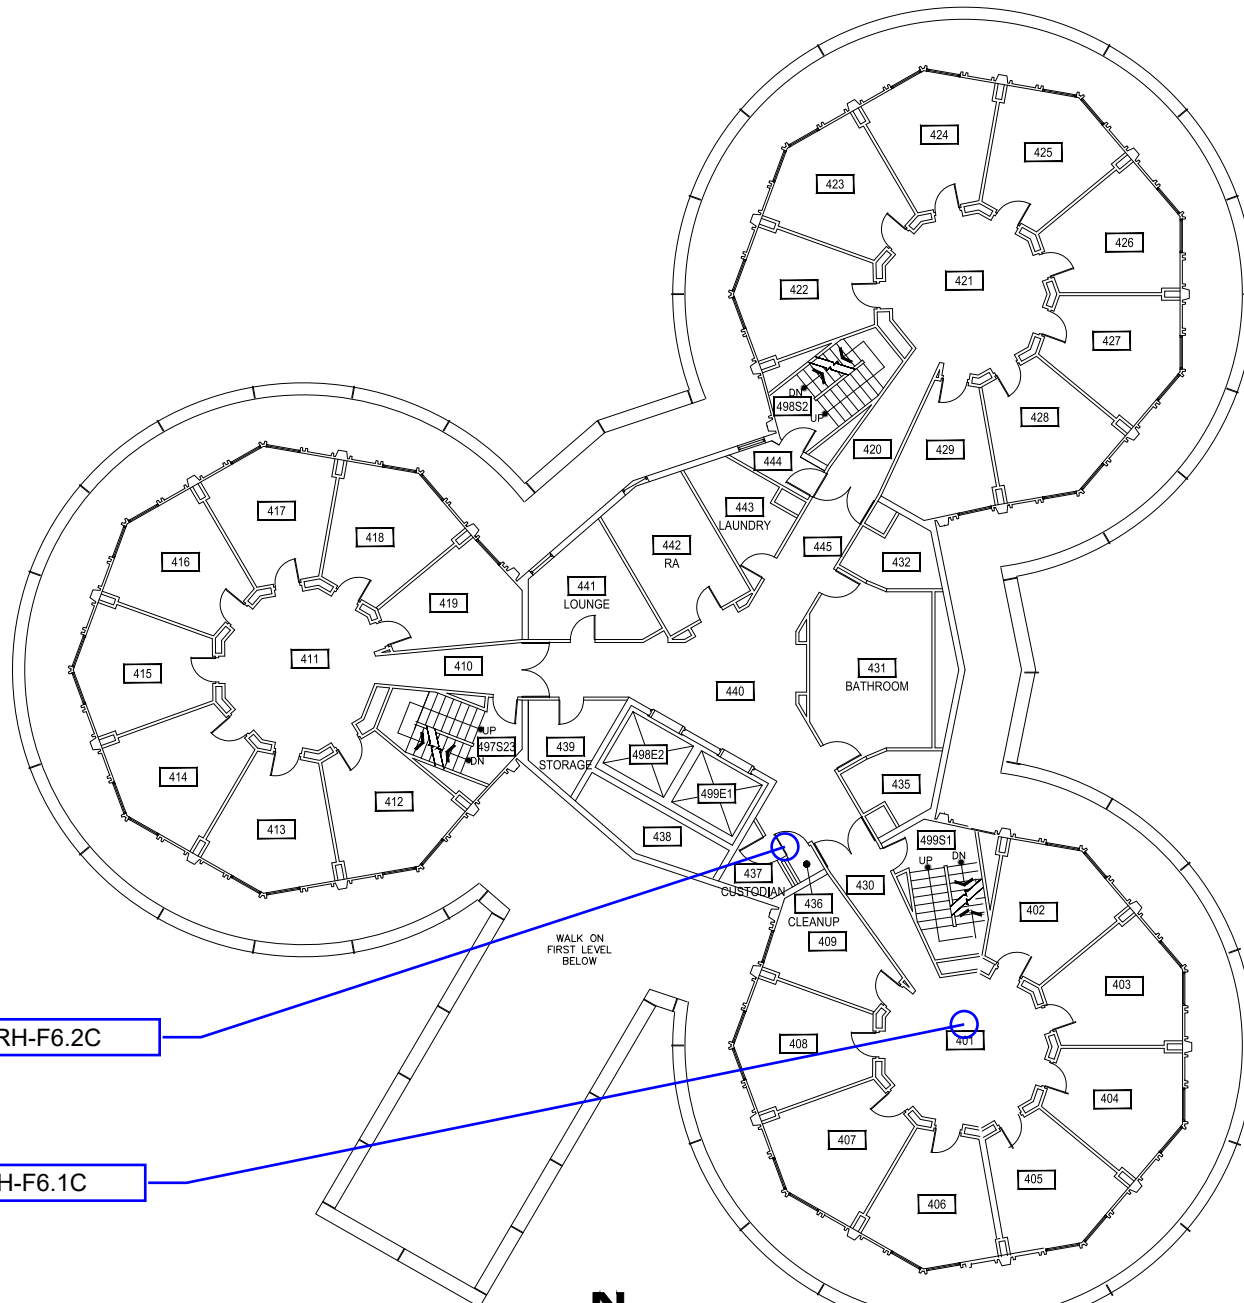 424
425
423
426
421
422
427
DN
498S2
UP
428
420
429
444
443
LAUNDRY
417
418
442
RA
445
416
432
441
LOUNGE
419
411
410
415
431
BATHROOM
440
UP
497S23
DN
439
STORAGE
498E2
414
412
499E1
435
413
438
499S1
UP
DN
437
CUSTODIAN
430
436
CLEANUP
402
409
WALK ON
FIRST LEVEL
BELOW
403
RH-F6.2C
408
401
404
407
H-F6.1C
405
406
N